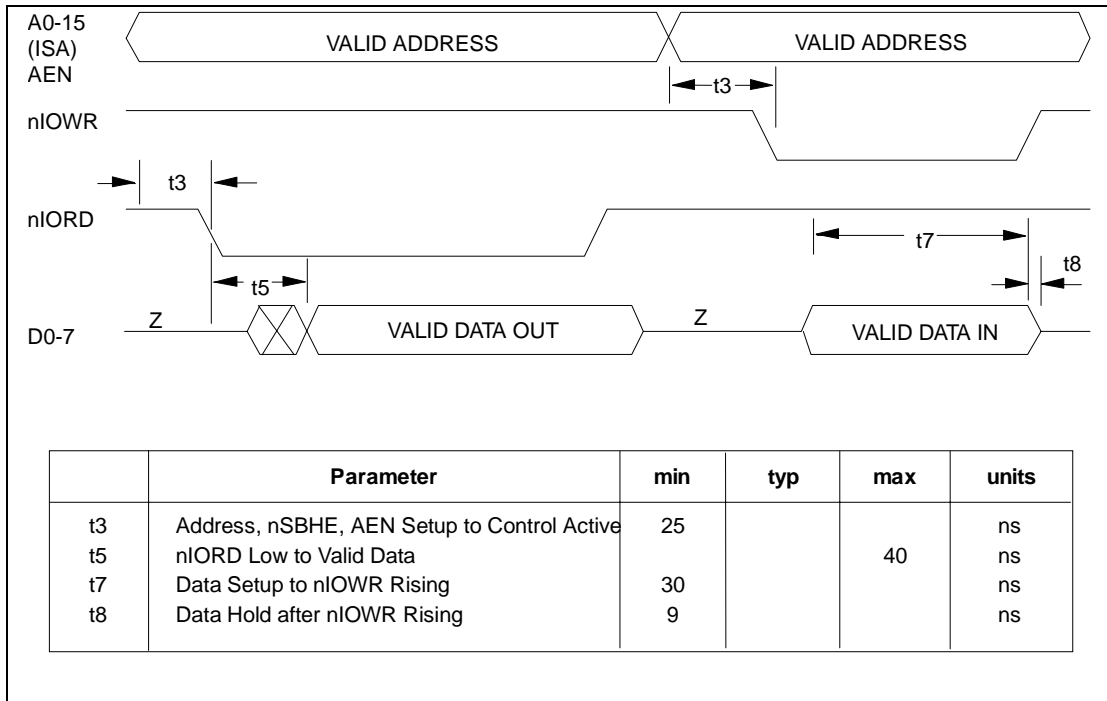 A0-15
(ISA)
AEN
VALID ADDRESS
VALID ADDRESS
t3
nIOWR
t3
nIORD
t7
t8
t5
Z
Z
D0-7
VALID DATA OUT
VALID DATA IN
Parameter min typ max units
t3 Address, nSBHE, AEN Setup to Control Active 25 ns
t5 nIORD Low to Valid Data 40 ns
t7 Data Setup to nIOWR Rising 30 ns
t8 Data Hold after nIOWR Rising 9 ns